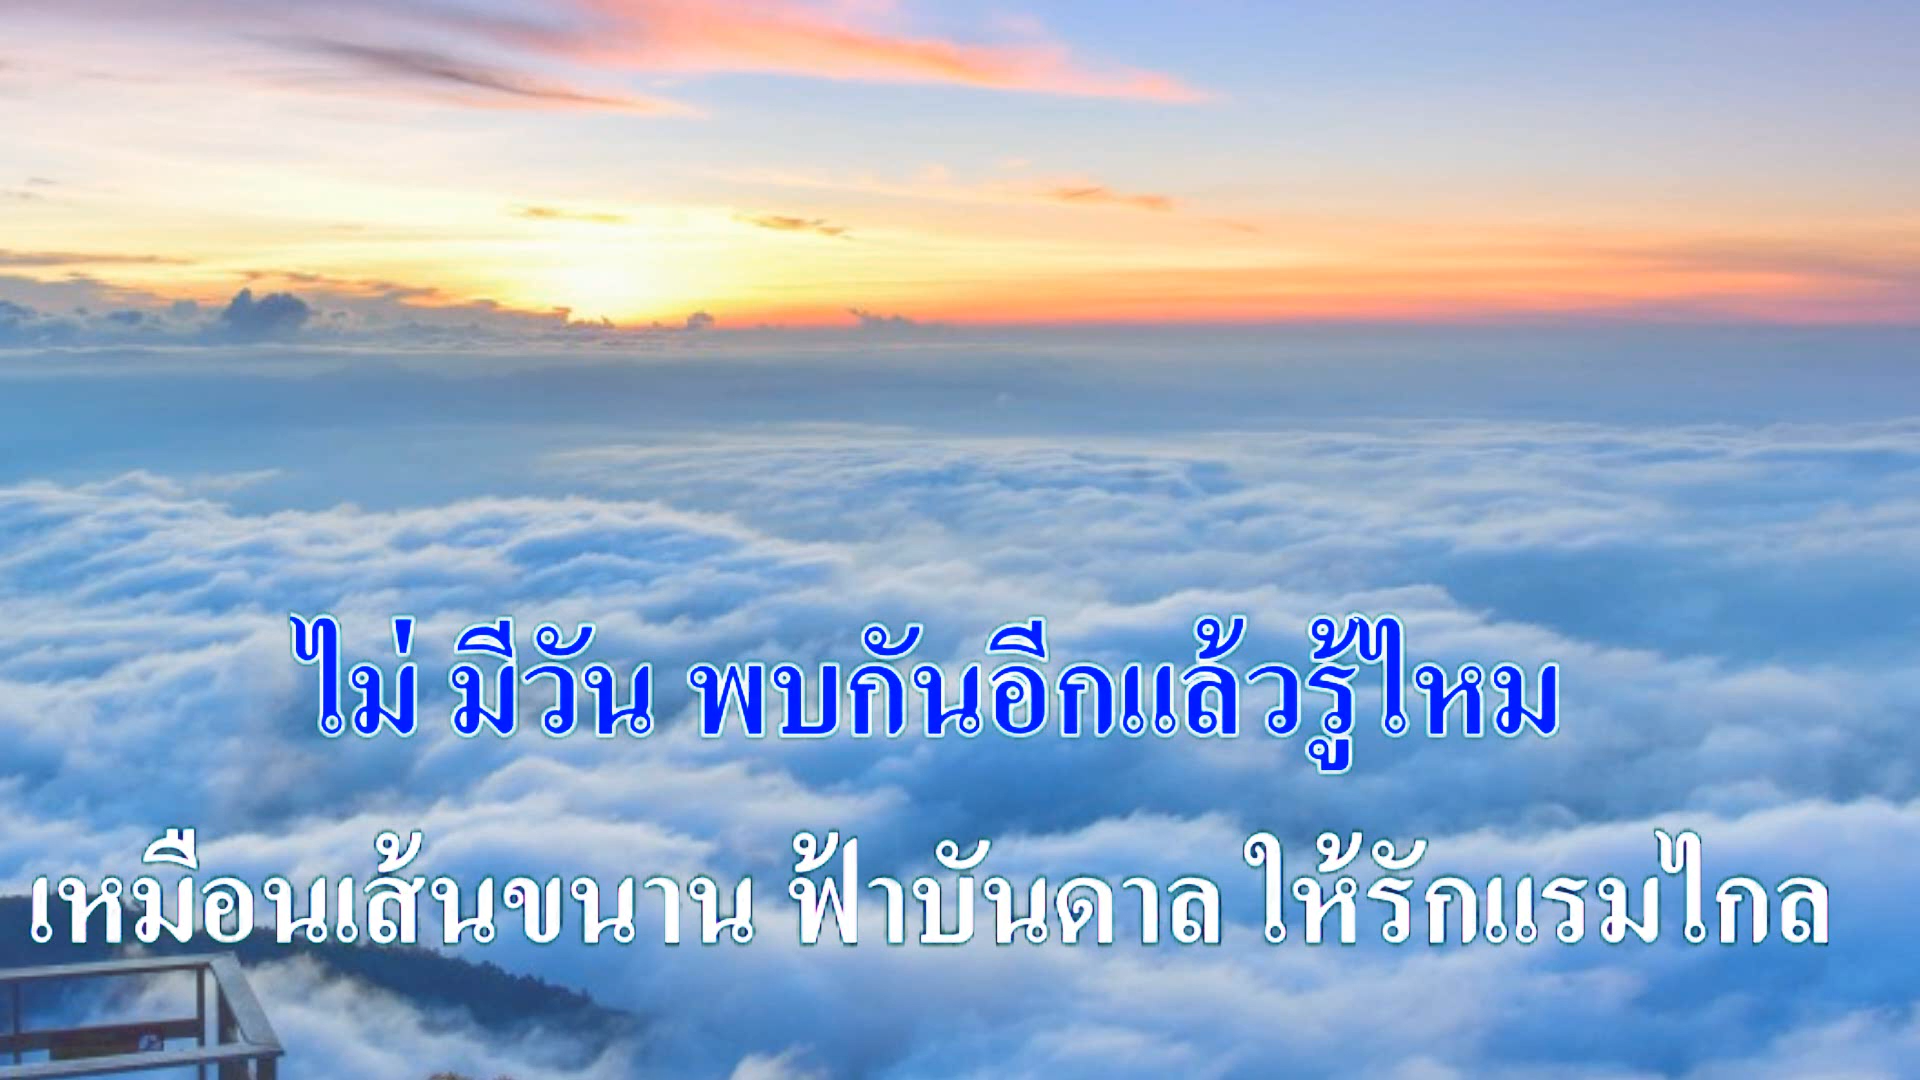 ไม่ มีวัน พบกันอีกแล้วรู้ไหม
เหมือนเส้นขนาน ฟ้าบันดาล ให้รักแรมไกล